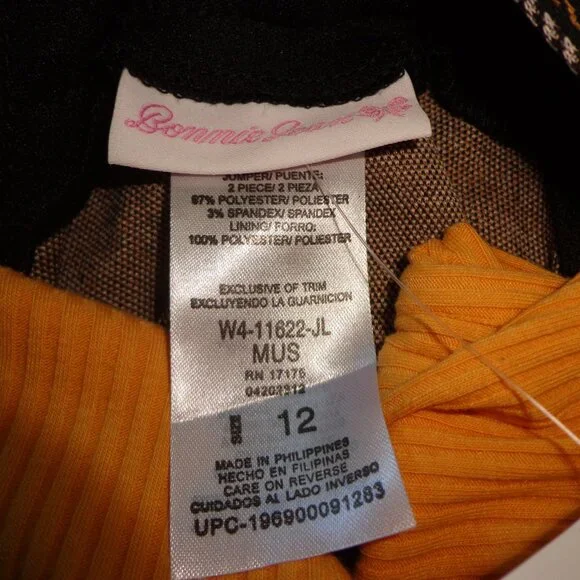 Bonnie Jean
JUMPER/ PUENTE:
2 PIECE/ 2 PIEZA
97% POLYESTER/ POLIESTER
3% SPANDEX/ SPANDEX
LINING/ FORRO:
100% POLYESTER/ POLIESTER
EXCLUSIVE OF TRIM
EXCLUYENDO LA GUARNICION
W4-11622-JL
MUS
RN 17175
04202312
SIZE 12
MADE IN PHILIPPINES
HECHO EN FILIPINAS
CARE ON REVERSE
CUIDADOS AL LADO INVERSO
UPC-196900091283